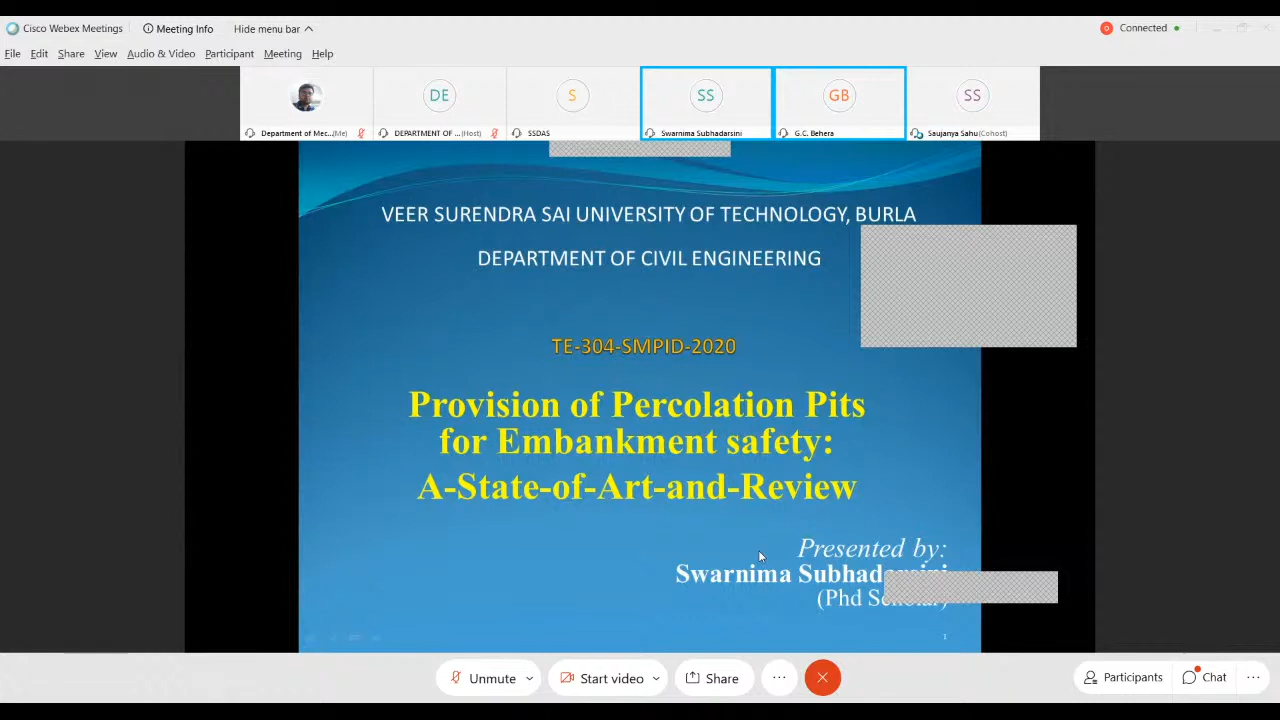 Cisco Webex Meetings Meeting Info Hide menu bar Connected
File Edit Share View Audio & Video Participant Meeting Help
DE S SS GB SS
Department of Mec... (Me) DEPARTMENT OF ... (Host) SSDAS Swarnima Subhadarsini G.C. Behera Saujanya Sahu (Cohost)
VEER SURENDRA SAI UNIVERSITY OF TECHNOLOGY, BURLA
DEPARTMENT OF CIVIL ENGINEERING
TE-304-SMPID-2020
Provision of Percolation Pits
for Embankment safety:
A-State-of-Art-and-Review
Presented by:
Swarnima Subhadarsini
(Phd Scholar)
1
Unmute Start video Share Participants Chat